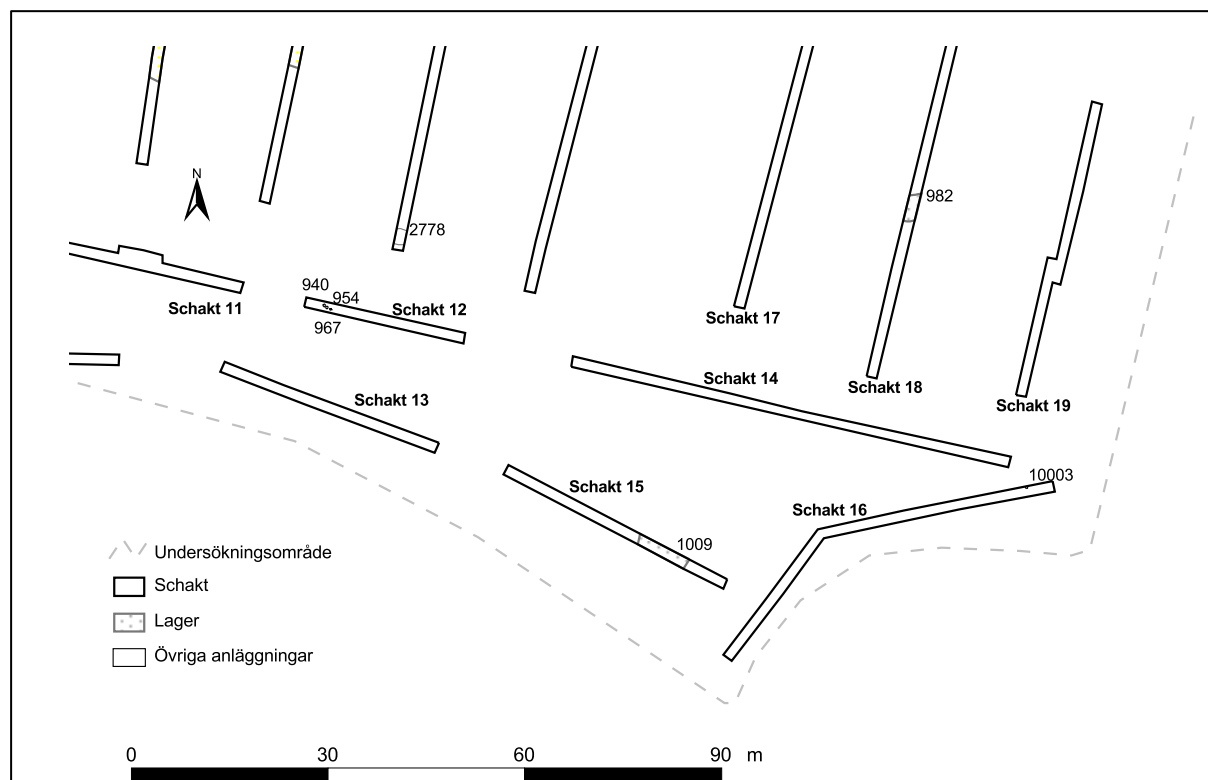 N
2778
982
940
954
967
Schakt 11
Schakt 12
Schakt 17
Schakt 14
Schakt 18
Schakt 19
Schakt 13
10003
Schakt 15
Schakt 16
1009
Undersökningsområde
Schakt
Lager
Övriga anläggningar
0 30 60 90 m